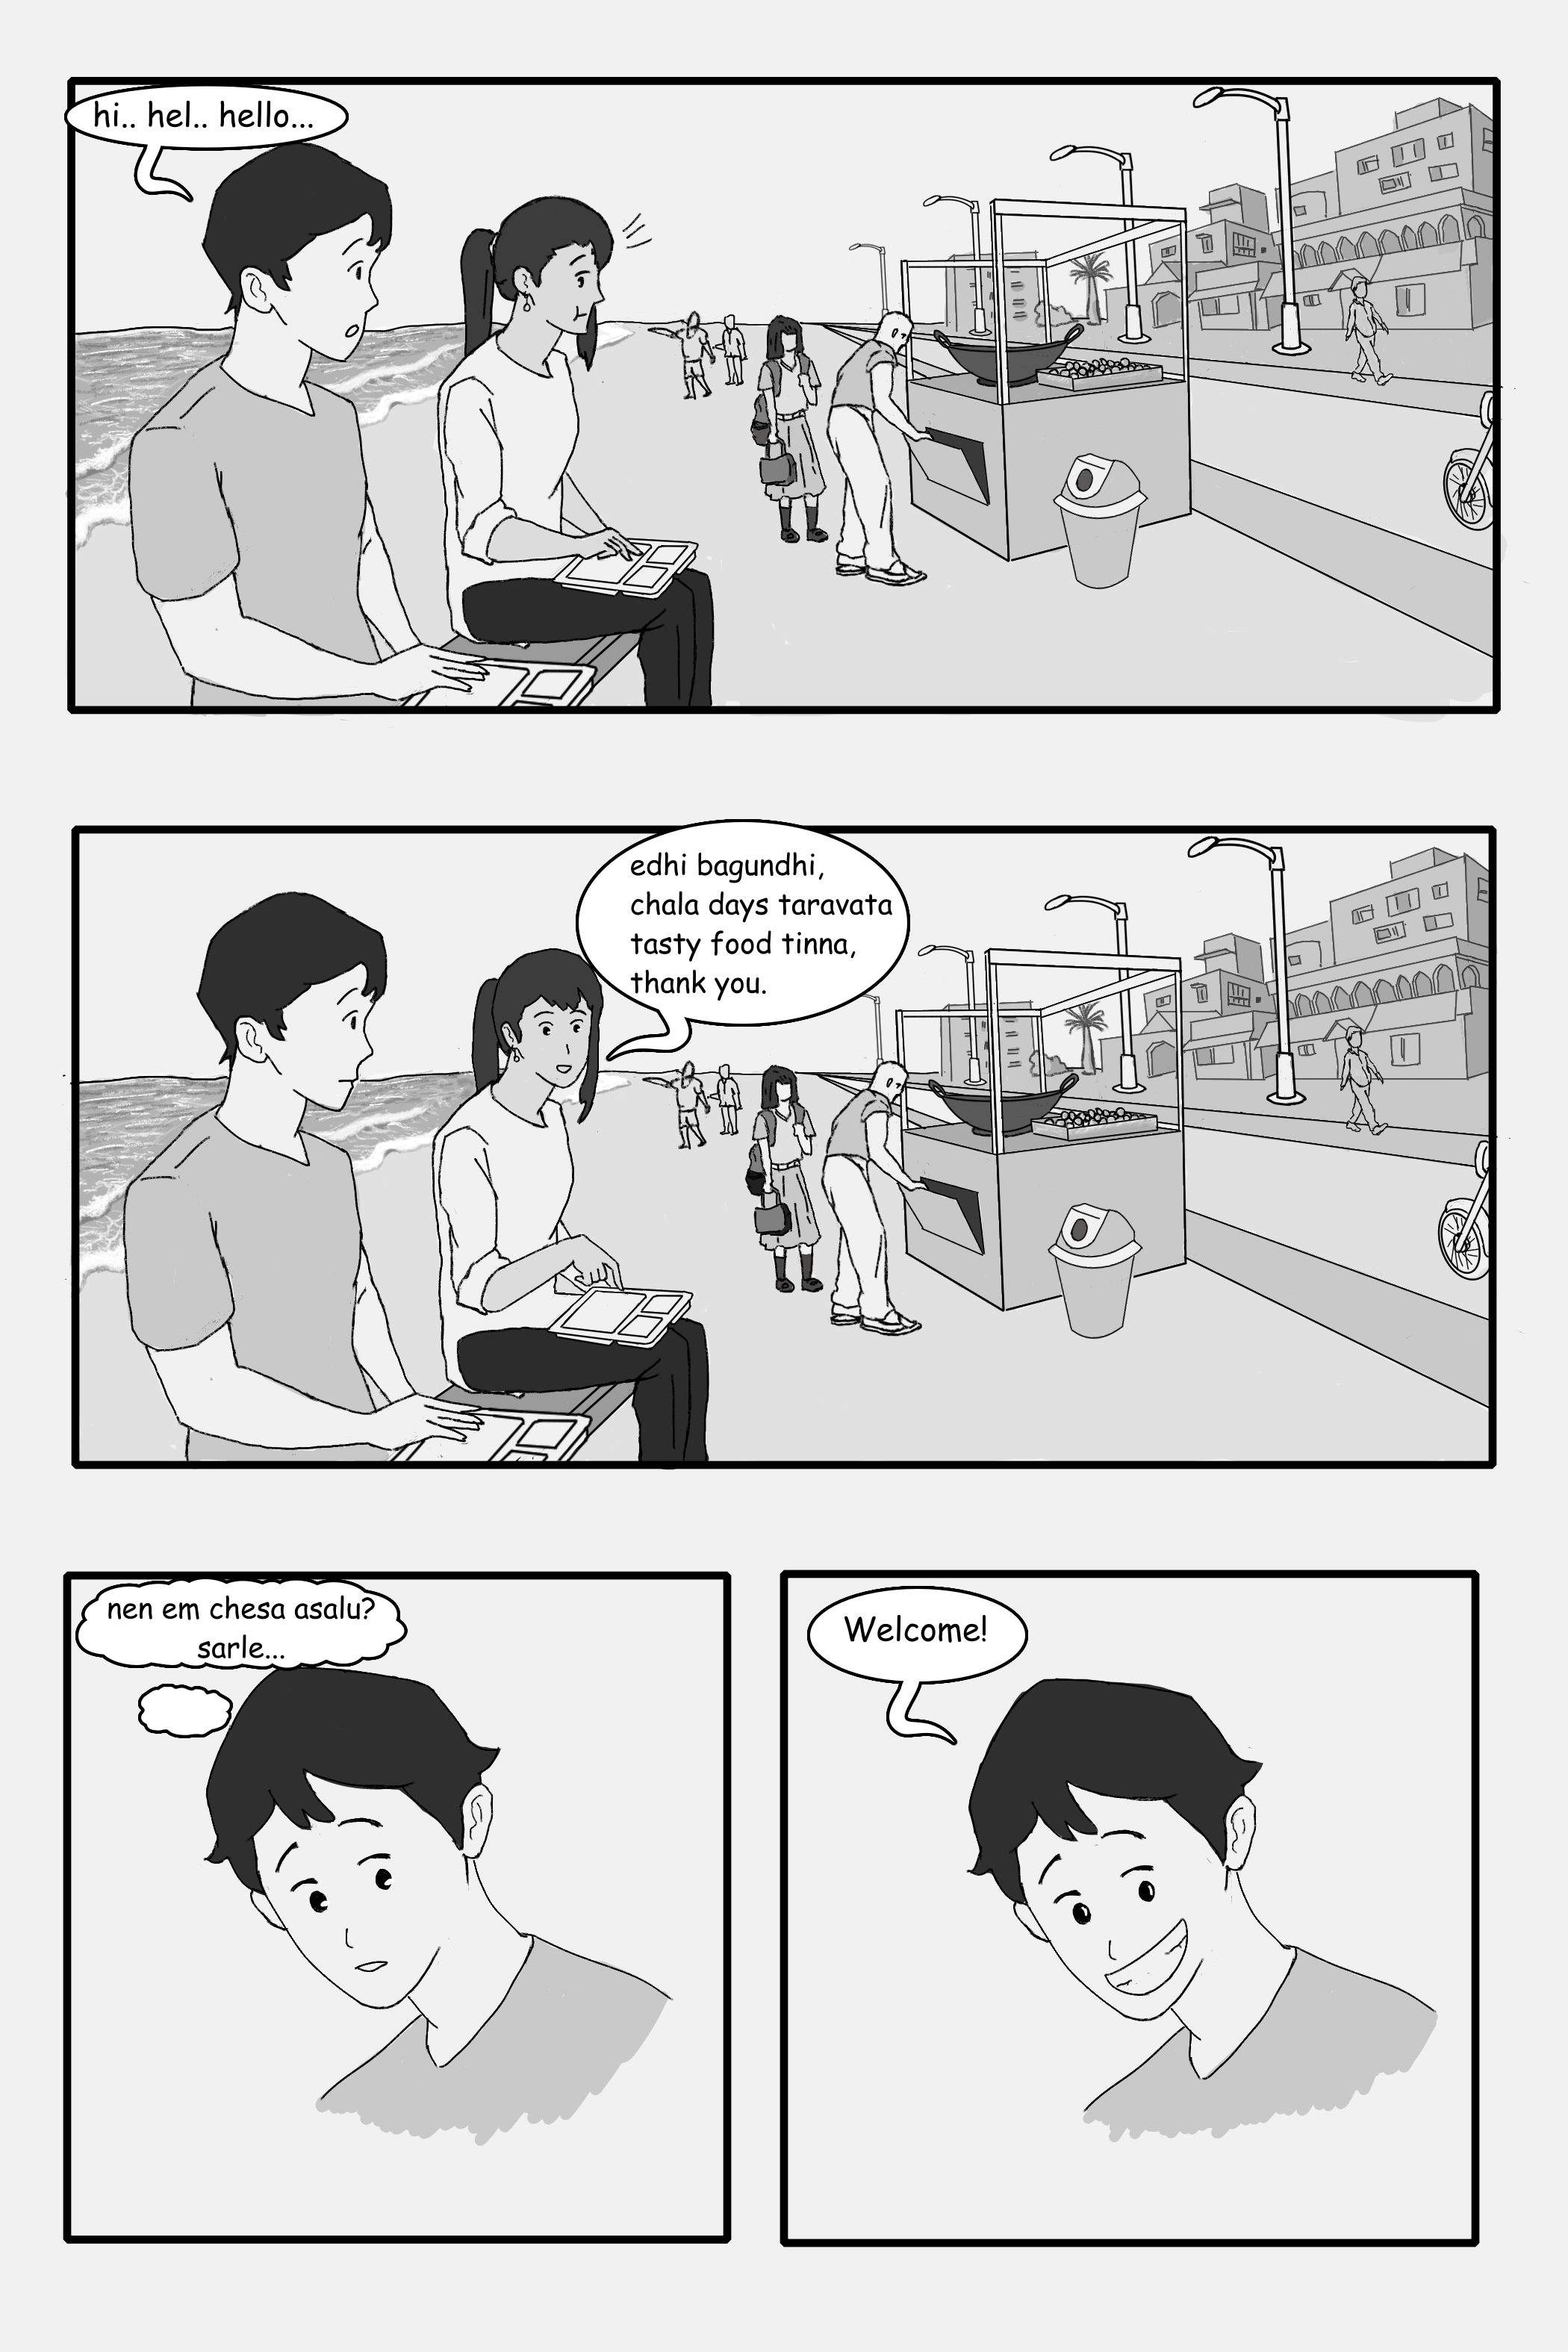 hi.. hel.. hello...
edhi bagundhi,
chala days taravata
tasty food tinna,
thank you.
nen em chesa asalu?
sarle...
Welcome!